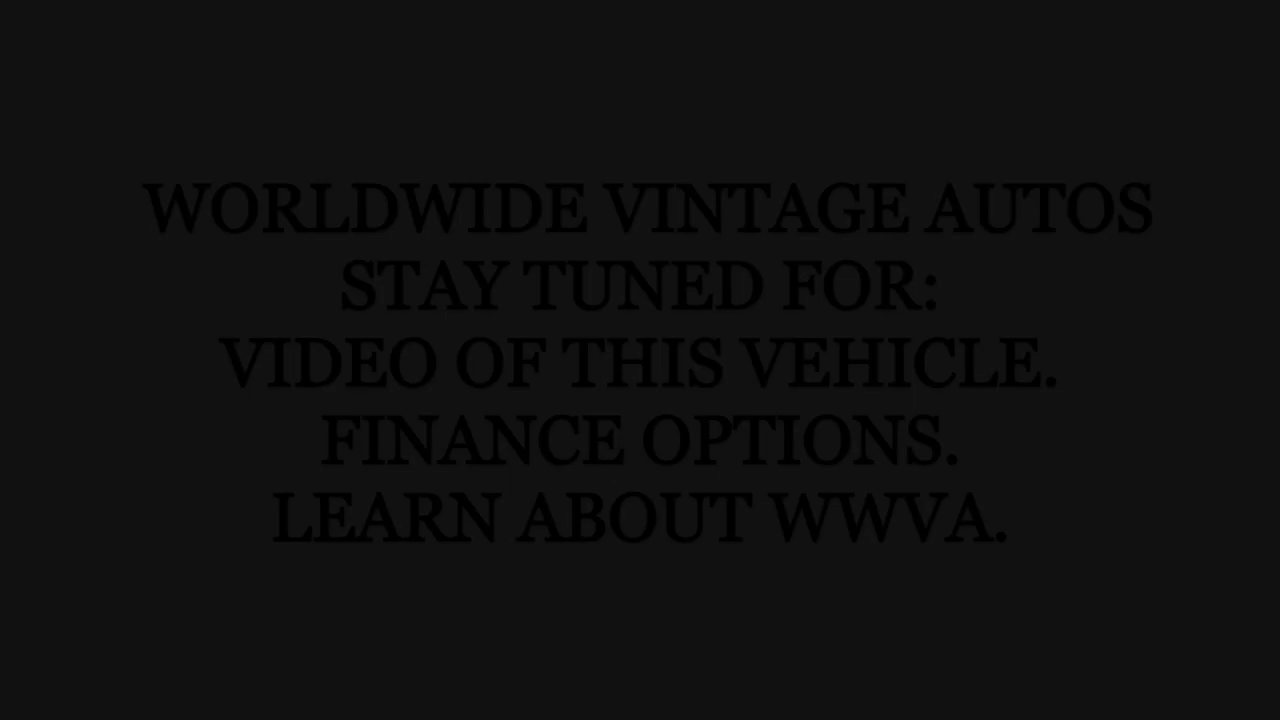 WORLDWIDE VINTAGE AUTOS
STAY TUNED FOR:
VIDEO OF THIS VEHICLE.
FINANCE OPTIONS.
LEARN ABOUT WWVA.